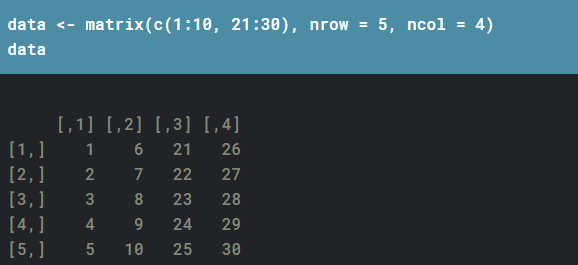 data <- matrix(c(1:10, 21:30), nrow = 5, ncol = 4)
data
[,1] [,2] [,3] [,4]
[1,] 1 6 21 26
[2,] 2 7 22 27
[3,] 3 8 23 28
[4,] 4 9 24 29
[5,] 5 10 25 30